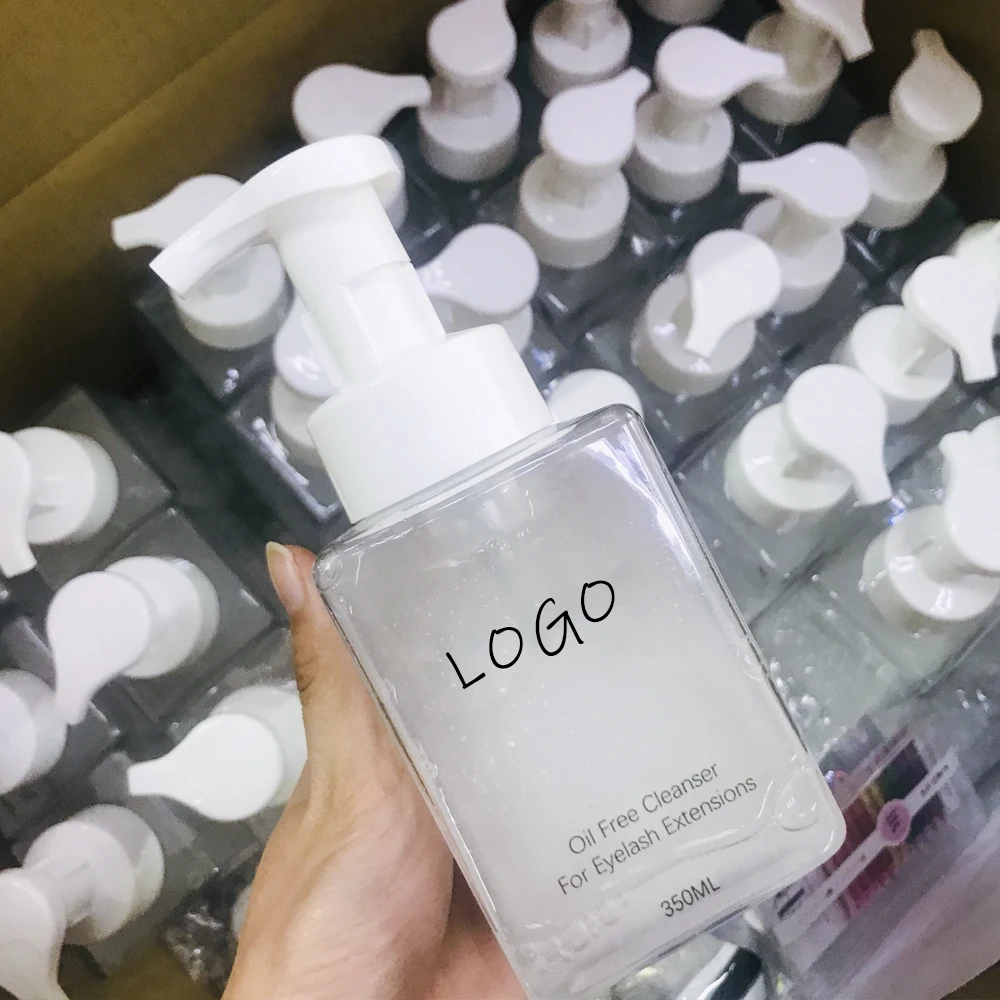 LOGO
Oil Free Cleanser
For Eyelash Extensions
350ML